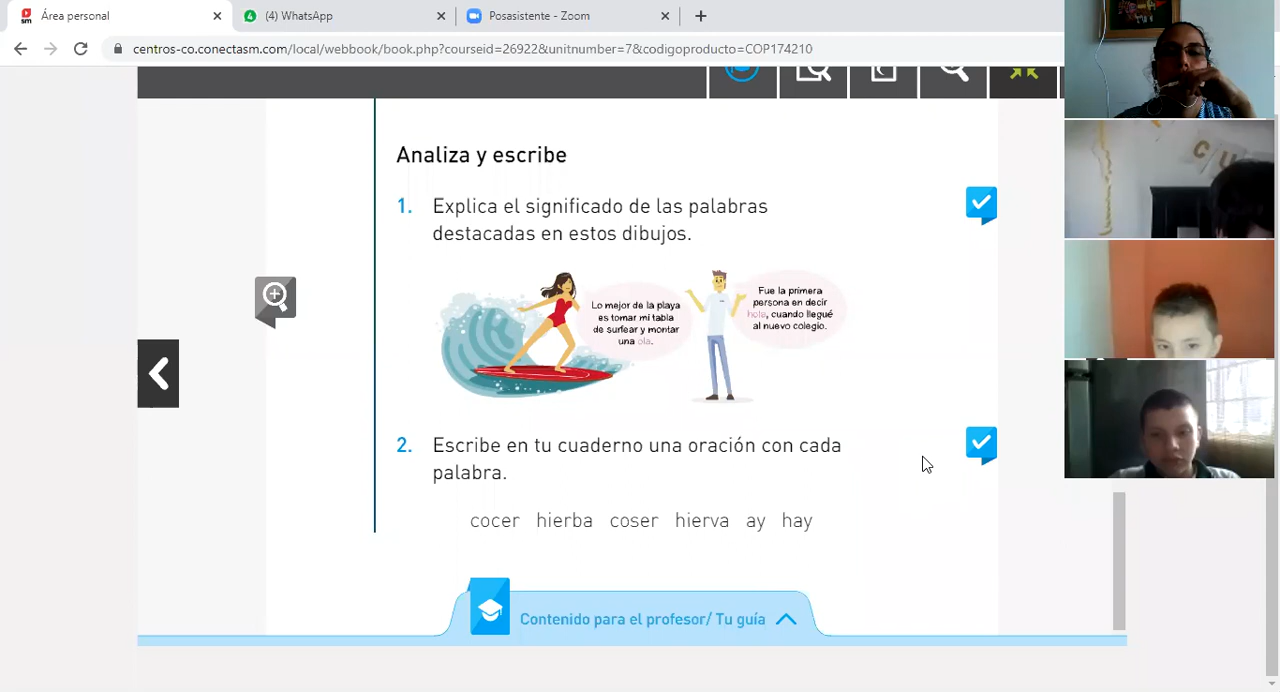 Área personal
(4) WhatsApp
Posasistente - Zoom
centros-co.conectasm.com/local/webbook/book.php?courseid=26922&unitnumber=7&codigoproducto=COP174210
Analiza y escribe
1. Explica el significado de las palabras
destacadas en estos dibujos.
Lo mejor de la playa
es tomar mi tabla
de surfear y montar
una ola.
Fue la primera
persona en decir
hola, cuando llegué
al nuevo colegio.
2. Escribe en tu cuaderno una oración con cada
palabra.
cocer hierba coser hierva ay hay
Contenido para el profesor/ Tu guía
sm
4
C U